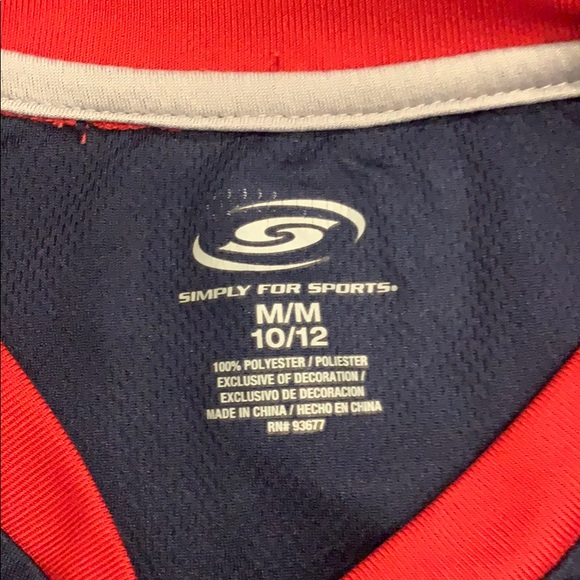 SIMPLY FOR SPORTS®
M/M
10/12
100% POLYESTER / POLIESTER
EXCLUSIVE OF DECORATION /
EXCLUSIVO DE DECORACION
MADE IN CHINA / HECHO EN CHINA
RN# 93677